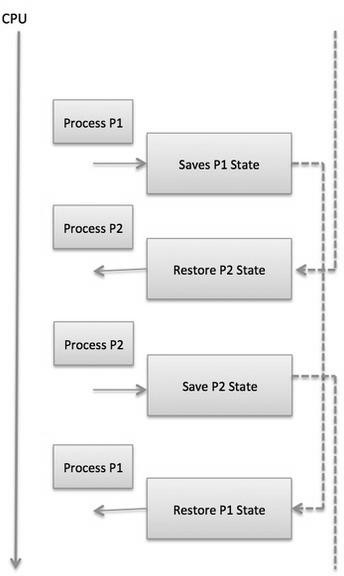 CPU
Process P1
Saves P1 State
Process P2
Restore P2 State
Process P2
Save P2 State
Process P1
Restore P1 State